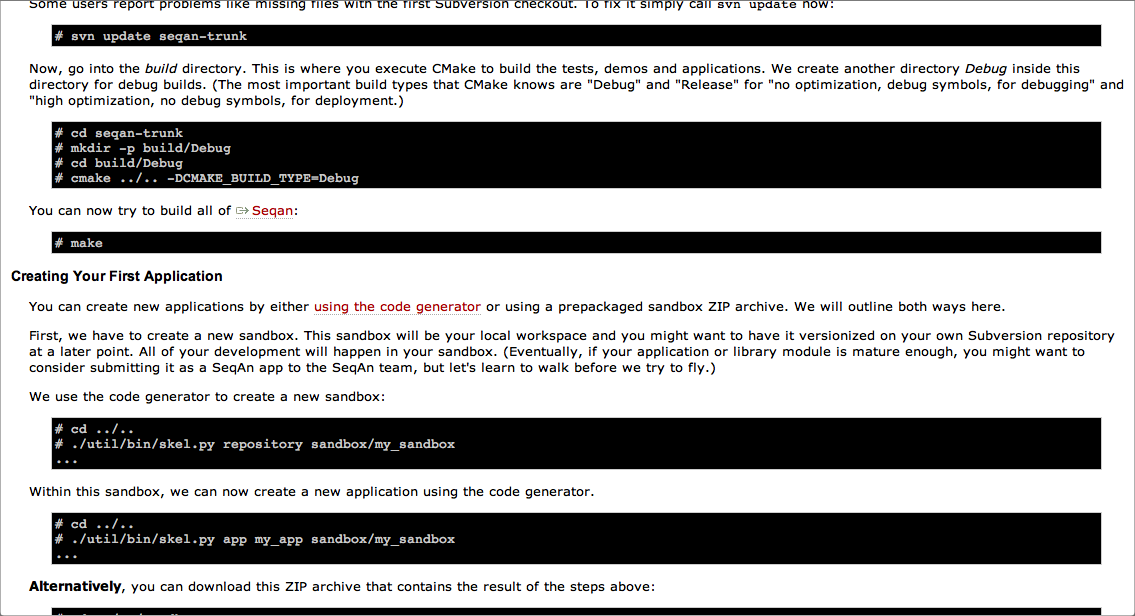 Some users report problems like missing files with the first Subversion checkout. To fix it simply call svn update now:
# svn update seqan-trunk
Now, go into the build directory. This is where you execute CMake to build the tests, demos and applications. We create another directory Debug inside this
directory for debug builds. (The most important build types that CMake knows are "Debug" and "Release" for "no optimization, debug symbols, for debugging" and
"high optimization, no debug symbols, for deployment.)
# cd seqan-trunk
# mkdir -p build/Debug
# cd build/Debug
# cmake ../.. -DCMAKE_BUILD_TYPE=Debug
You can now try to build all of Seqan:
# make
Creating Your First Application
You can create new applications by either using the code generator or using a prepackaged sandbox ZIP archive. We will outline both ways here.
First, we have to create a new sandbox. This sandbox will be your local workspace and you might want to have it versionized on your own Subversion repository
at a later point. All of your development will happen in your sandbox. (Eventually, if your application or library module is mature enough, you might want to
consider submitting it as a SeqAn app to the SeqAn team, but let's learn to walk before we try to fly.)
We use the code generator to create a new sandbox:
# cd ../..
# ./util/bin/skel.py repository sandbox/my_sandbox
...
Within this sandbox, we can now create a new application using the code generator.
# cd ../..
# ./util/bin/skel.py app my_app sandbox/my_sandbox
...
Alternatively, you can download this ZIP archive that contains the result of the steps above: